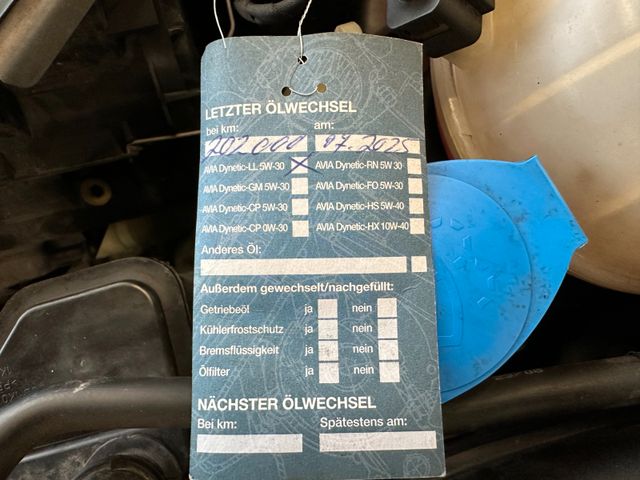 LETZTER ÖLWECHSEL
bei km: am:
202000 07.2025
AVIA Dynetic-LL 5W-30 X AVIA Dynetic-RN 5W 30
AVIA Dynetic-GM 5W-30 AVIA Dynetic-FO 5W-30
AVIA Dynetic-CP 5W-30 AVIA Dynetic-HS 5W-40
AVIA Dynetic-CP 0W-30 AVIA Dynetic-HX 10W-40
Anderes Öl:
Außerdem gewechselt/nachgefüllt:
Getriebeöl ja nein
Kühlerfrostschutz ja nein
Bremsflüssigkeit ja nein
Ölfilter ja nein
NÄCHSTER ÖLWECHSEL
Bei km: Spätestens am: